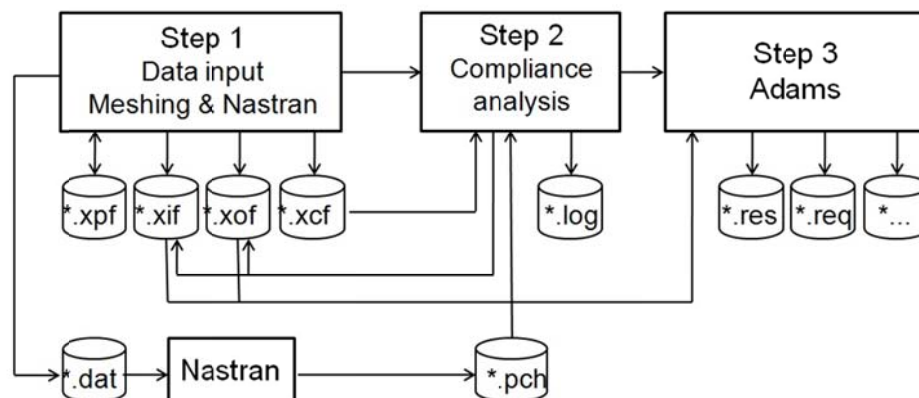 Step 1
Data input
Meshing & Nastran
Step 2
Compliance
analysis
Step 3
Adams
*.xpf
*.xif
*.xof
*.xcf
*.log
*.res
*.req
*...
*.dat
Nastran
*.pch